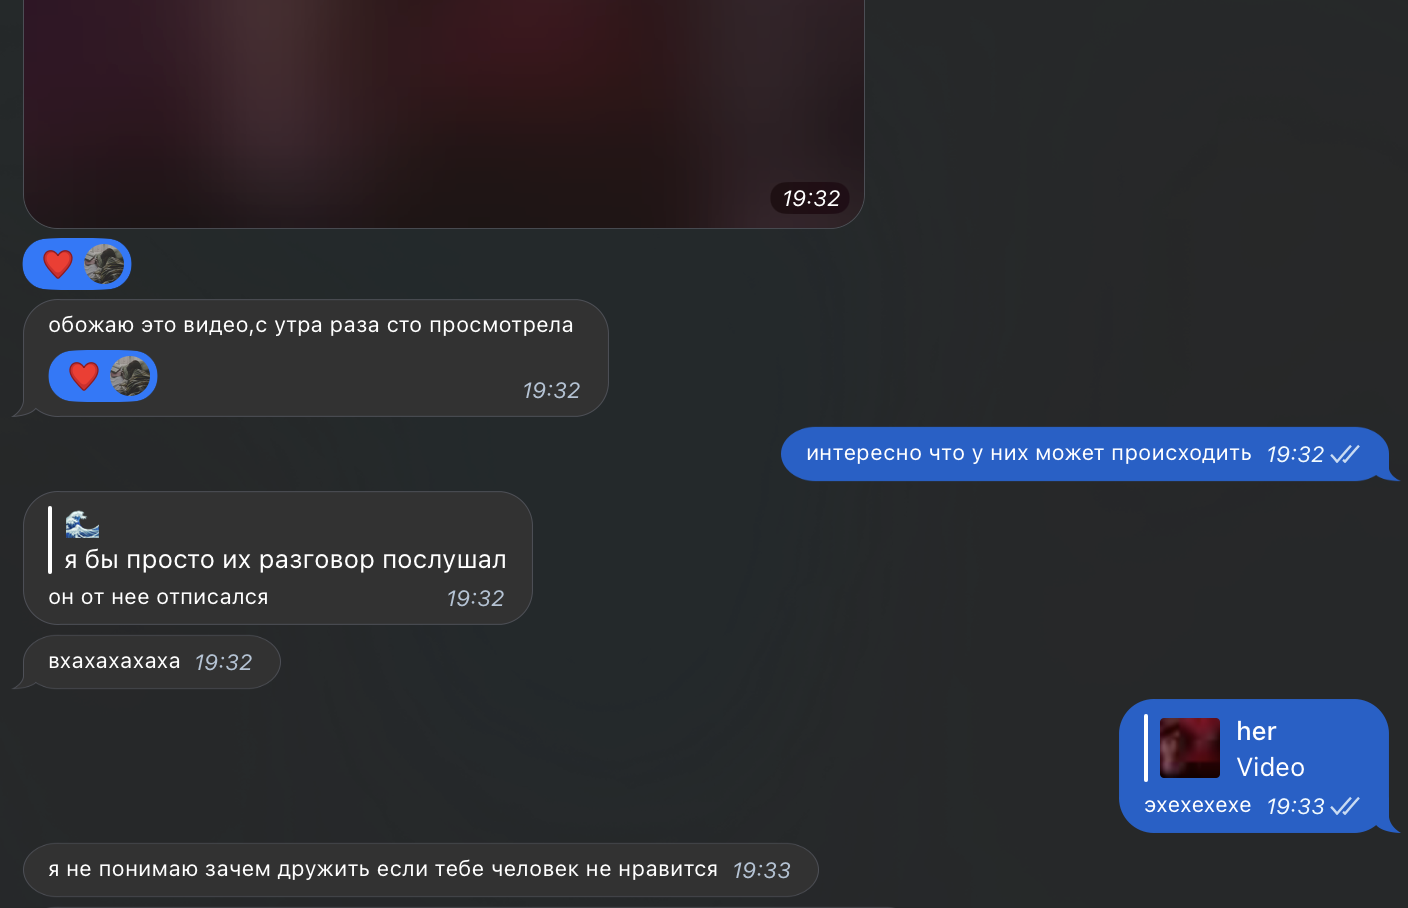 19:32
❤️
обожаю это видео,с утра раза сто просмотрела
❤️
19:32
интересно что у них может происходить 19:32
🌊
я бы просто их разговор послушал
он от нее отписался 19:32
вхахахахаха 19:32
her
Video
эхехехехе 19:33
я не понимаю зачем дружить если тебе человек не нравится 19:33